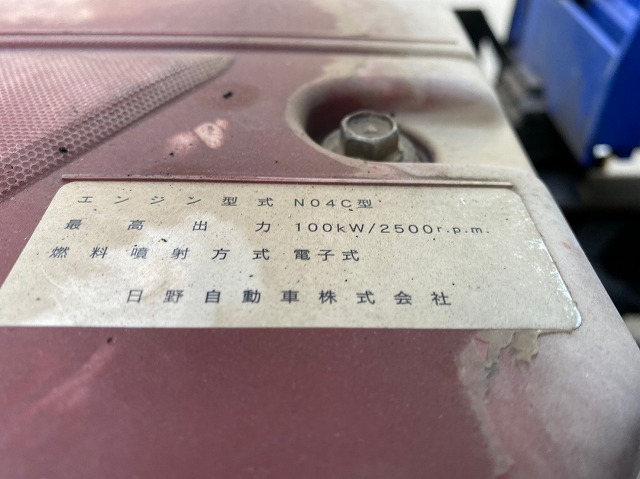 エンジン型式 N04C型
最高出力 100kW/2500r.p.m.
燃料噴射方式 電子式
日野自動車株式会社